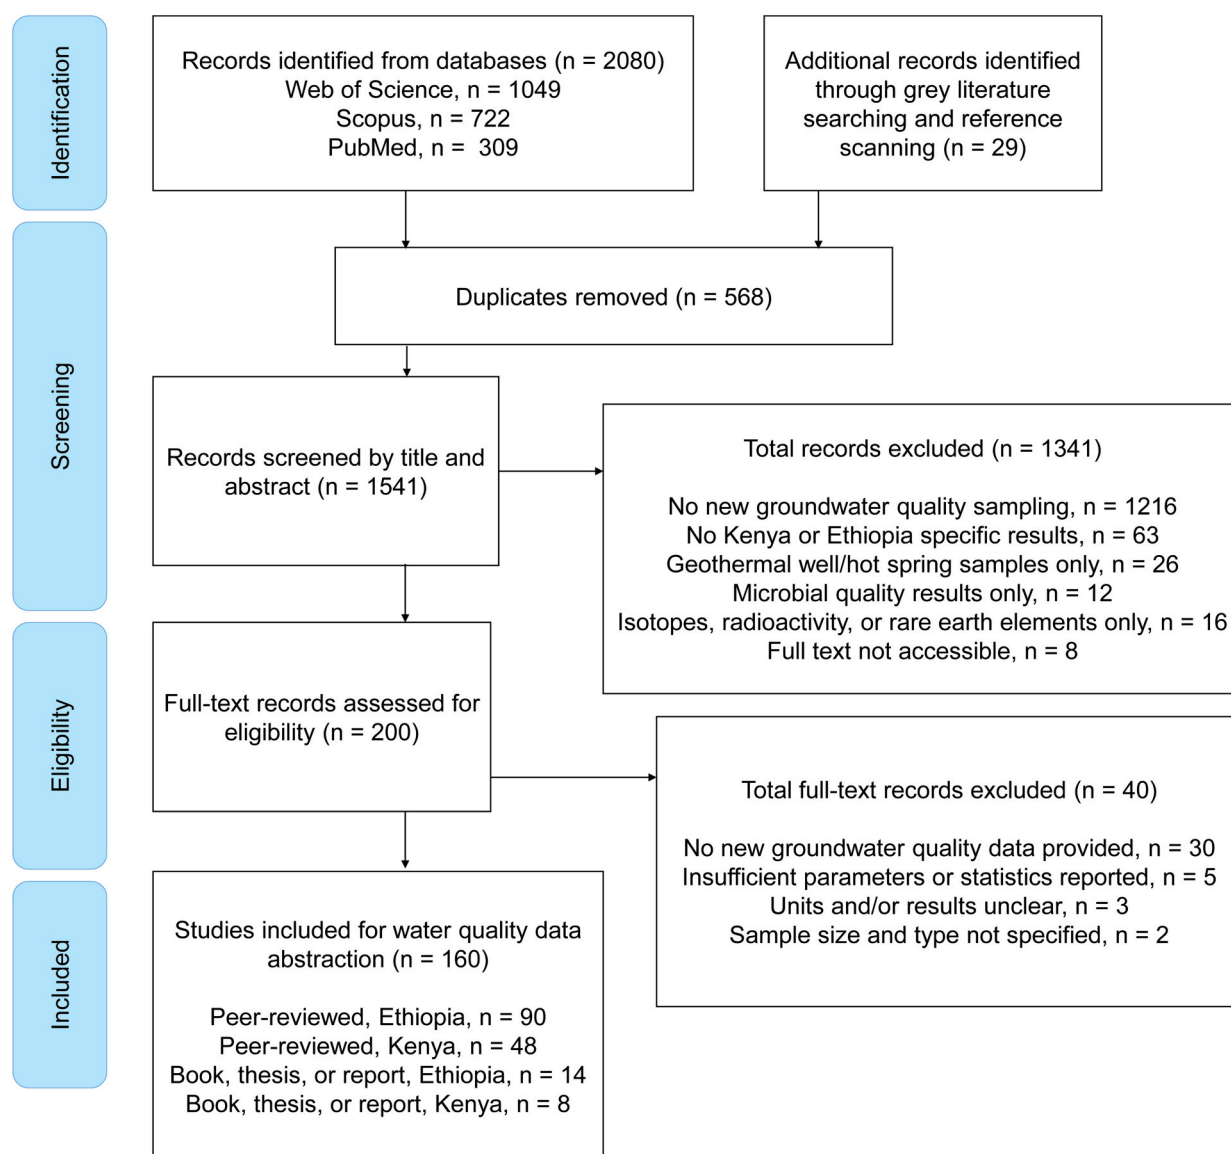 Identification
Records identified from databases (n = 2080)
Web of Science, n = 1049
Scopus, n = 722
PubMed, n =  309
Additional records identified
through grey literature
searching and reference
scanning (n = 29)
Screening
Duplicates removed (n = 568)
Records screened by title and
abstract (n = 1541)
Total records excluded (n = 1341)
No new groundwater quality sampling, n = 1216
No Kenya or Ethiopia specific results, n = 63
Geothermal well/hot spring samples only, n = 26
Microbial quality results only, n = 12
Isotopes, radioactivity, or rare earth elements only, n = 16
Full text not accessible, n = 8
Eligibility
Full-text records assessed for
eligibility (n = 200)
Total full-text records excluded (n = 40)
No new groundwater quality data provided, n = 30
Insufficient parameters or statistics reported, n = 5
Units and/or results unclear, n = 3
Sample size and type not specified, n = 2
Included
Studies included for water quality data
abstraction (n = 160)
Peer-reviewed, Ethiopia, n = 90
Peer-reviewed, Kenya, n = 48
Book, thesis, or report, Ethiopia, n = 14
Book, thesis, or report, Kenya, n = 8